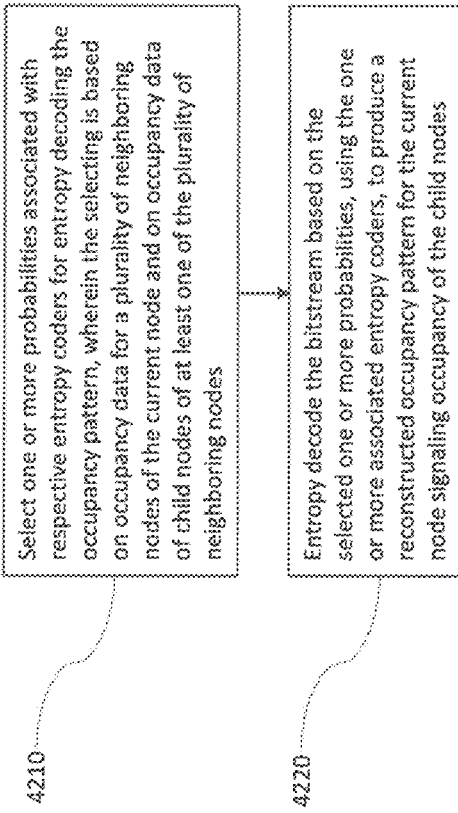 4210
Select one or more probabilities associated with
respective entropy coders for entropy decoding the
occupancy pattern, wherein the selecting is based
on occupancy data for a plurality of neighboring
nodes of the current node and on occupancy data
of child nodes of at least one of the plurality of
neighboring nodes
4220
Entropy decode the bitstream based on the
selected one or more probabilities, using the one
or more associated entropy coders, to produce a
reconstructed occupancy pattern for the current
node signaling occupancy of the child nodes